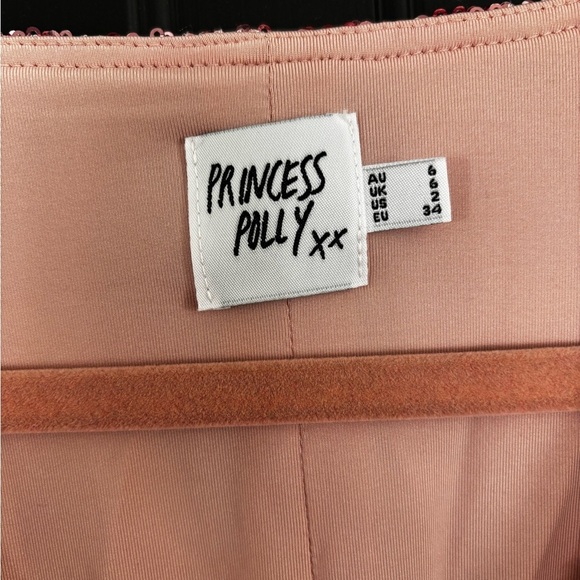 PRINCESS
POLLY xx
AU 6
UK 6
US 2
EU 34